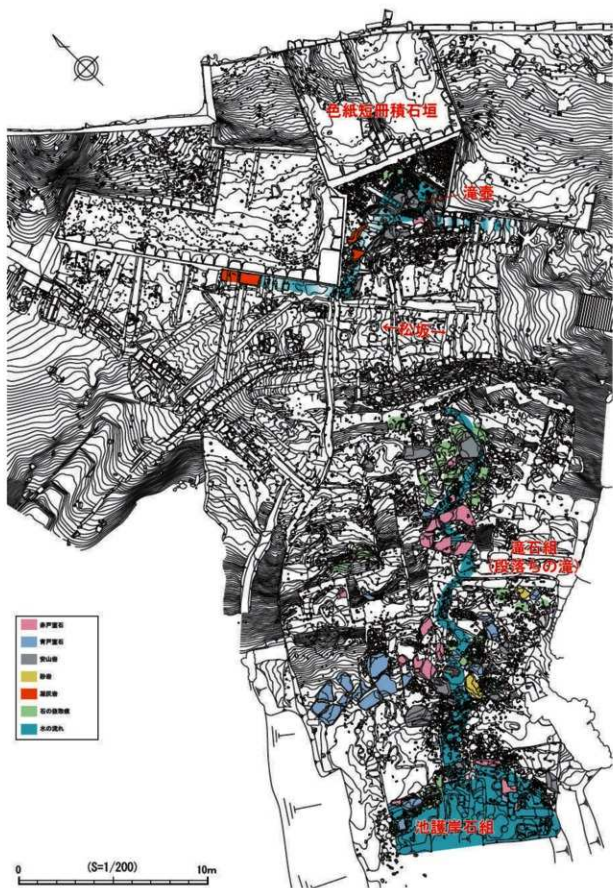 色紙短冊積石垣
滝壺
←松坂→
滝石組
(段落ちの滝)
赤戸室石
青戸室石
安山岩
砂岩
凝灰岩
石の抜取痕
水の流れ
池護岸石組
0 (S=1/200) 10m